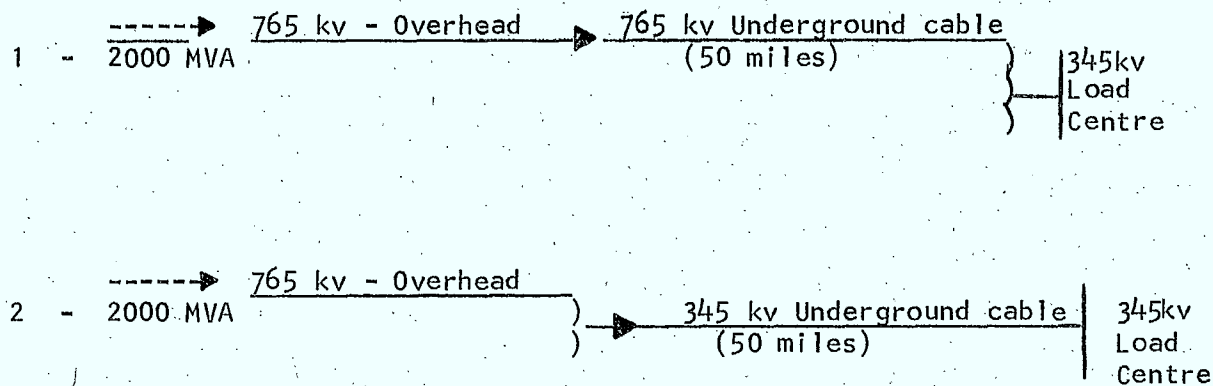 765 kv - Overhead 765 kv Underground cable
1 - 2000 MVA (50 miles)
345kv
Load
Centre
765 kv - Overhead
2 - 2000 MVA 345 kv Underground cable 345kv
(50 miles) Load
Centre